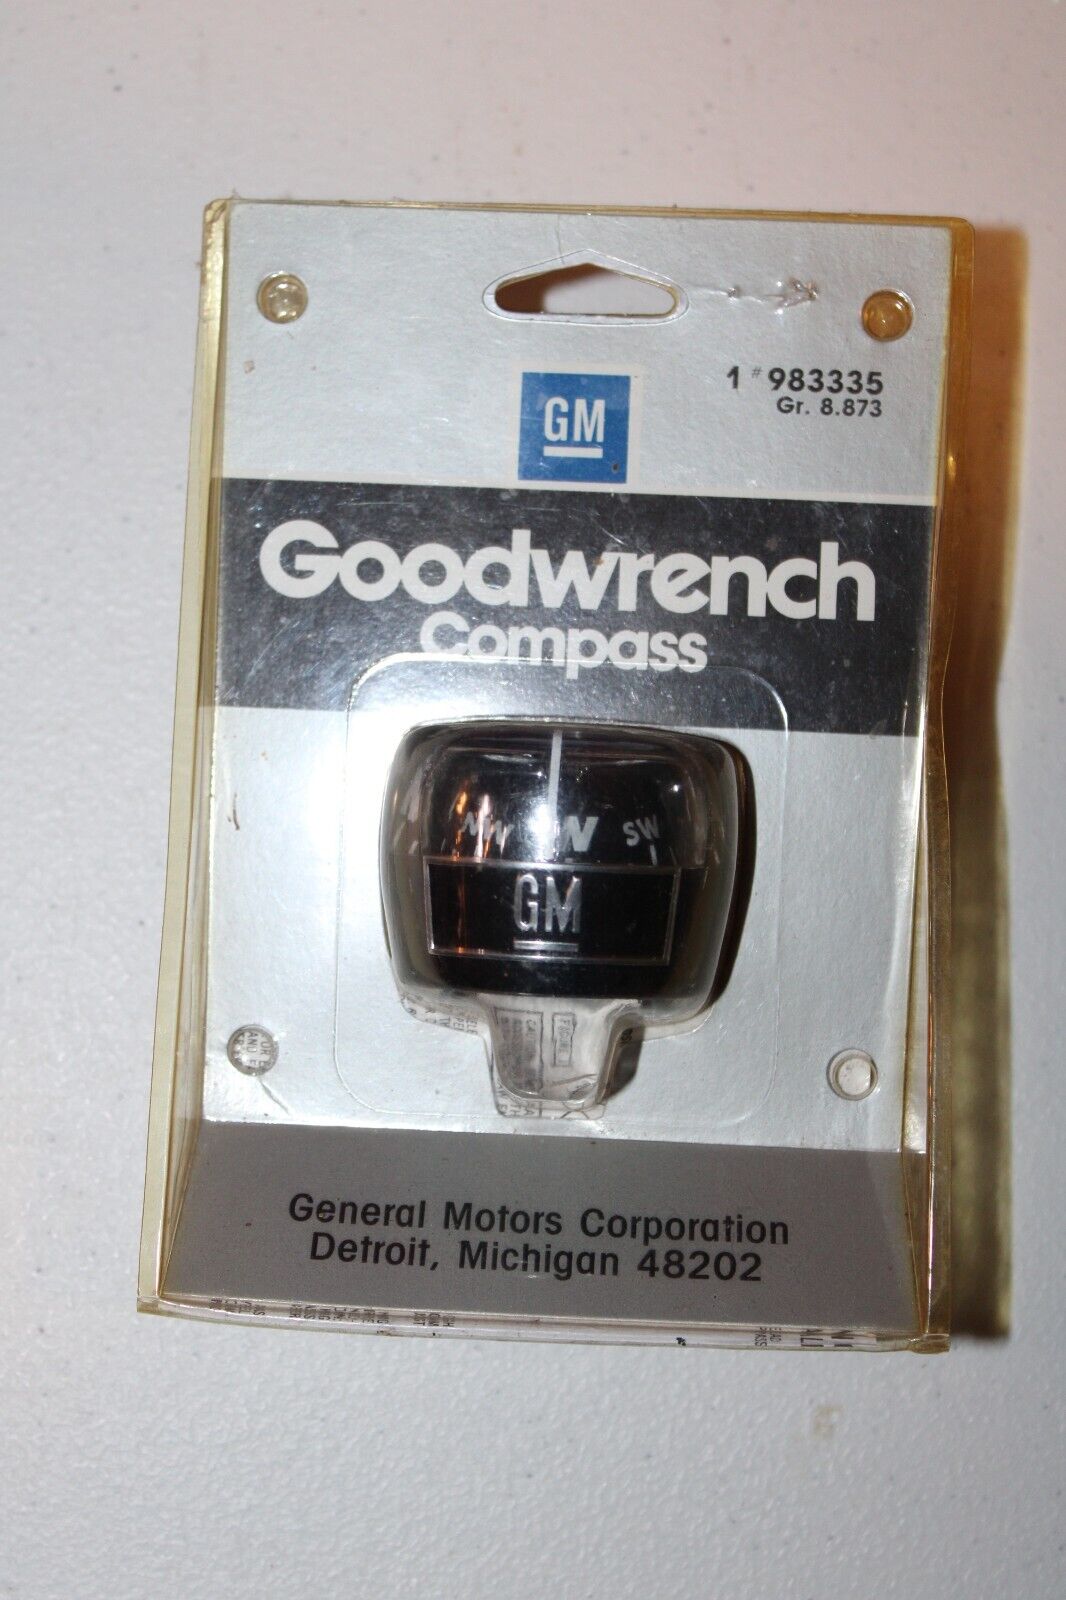 1 # 983335
Gr. 8.873
GM
Goodwrench
Compass
NW W SW
GM
General Motors Corporation
Detroit, Michigan 48202